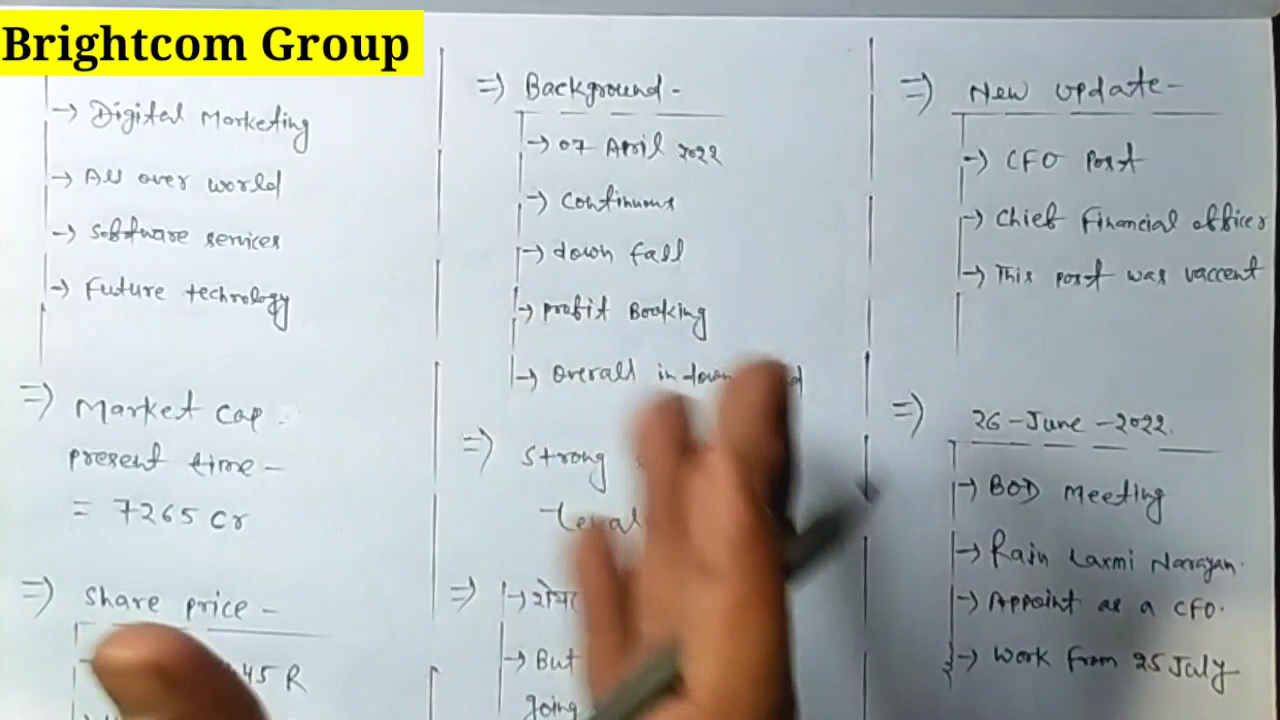 Brightcom Group
→ Digital Marketing
→ All over world
→ Software services
→ Future technology
⇒ Market Cap -
present time -
= 7265 Cr
⇒ Share price -
45 R
⇒ Background -
→ 07 April 2022
→ Continuous
→ down fall
→ profit Booking
→ Overall in down
⇒ Strong
⇒ →
→ But
going
⇒ New Update -
→ CFO Post
→ Chief Financial officer
→ This post was vaccent
⇒ 26-June-2022.
→ BOD Meeting
→ Rain Laxmi Narayan.
→ Appoint as a CFO.
→ Work from 25 July